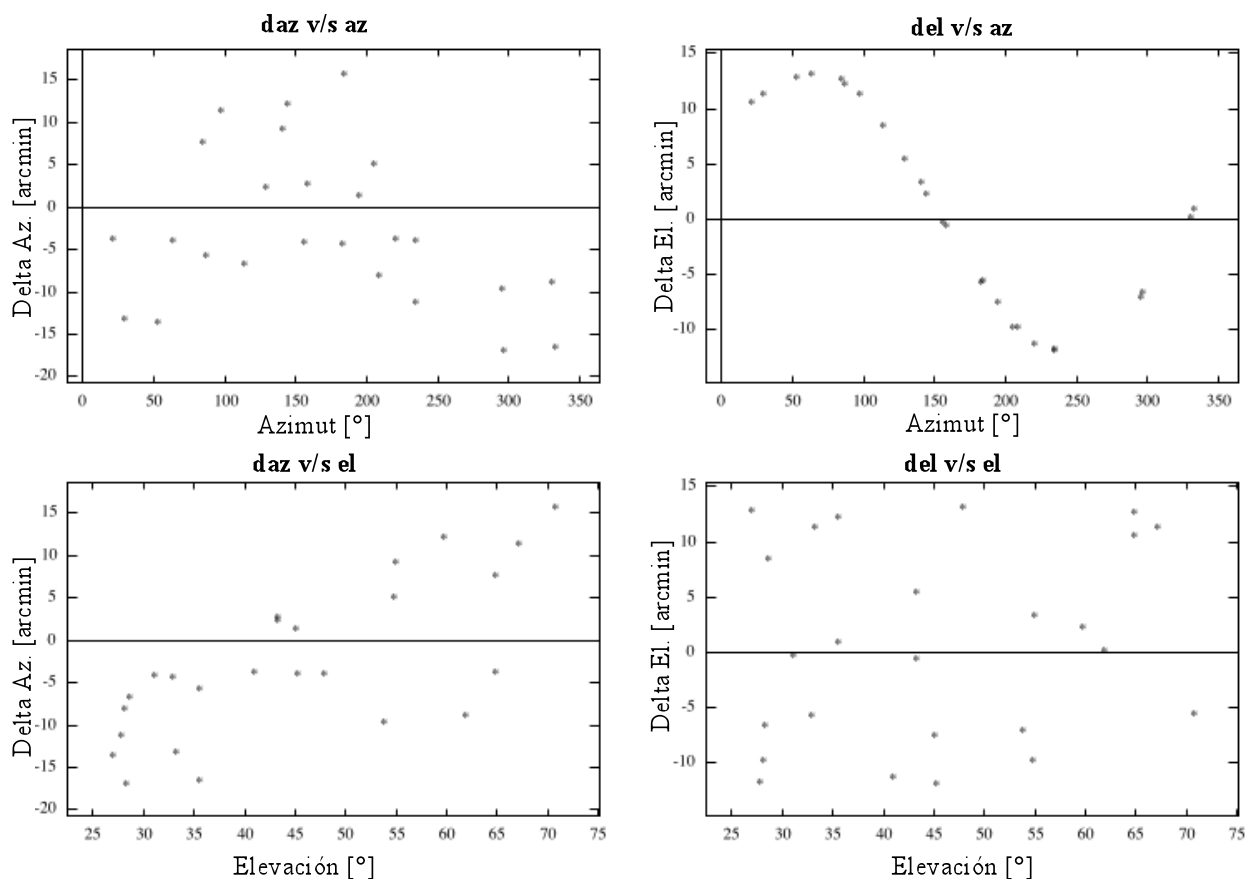 daz v/s az
Delta Az. [arcmin]
15
10
5
0
-5
-10
-15
-20
0 50 100 150 200 250 300 350
Azimut [°]
del v/s az
Delta El. [arcmin]
15
10
5
0
-5
-10
0 50 100 150 200 250 300 350
Azimut [°]
daz v/s el
Delta Az. [arcmin]
15
10
5
0
-5
-10
-15
-20
25 30 35 40 45 50 55 60 65 70 75
Elevación [°]
del v/s el
Delta El. [arcmin]
15
10
5
0
-5
-10
25 30 35 40 45 50 55 60 65 70 75
Elevación [°]